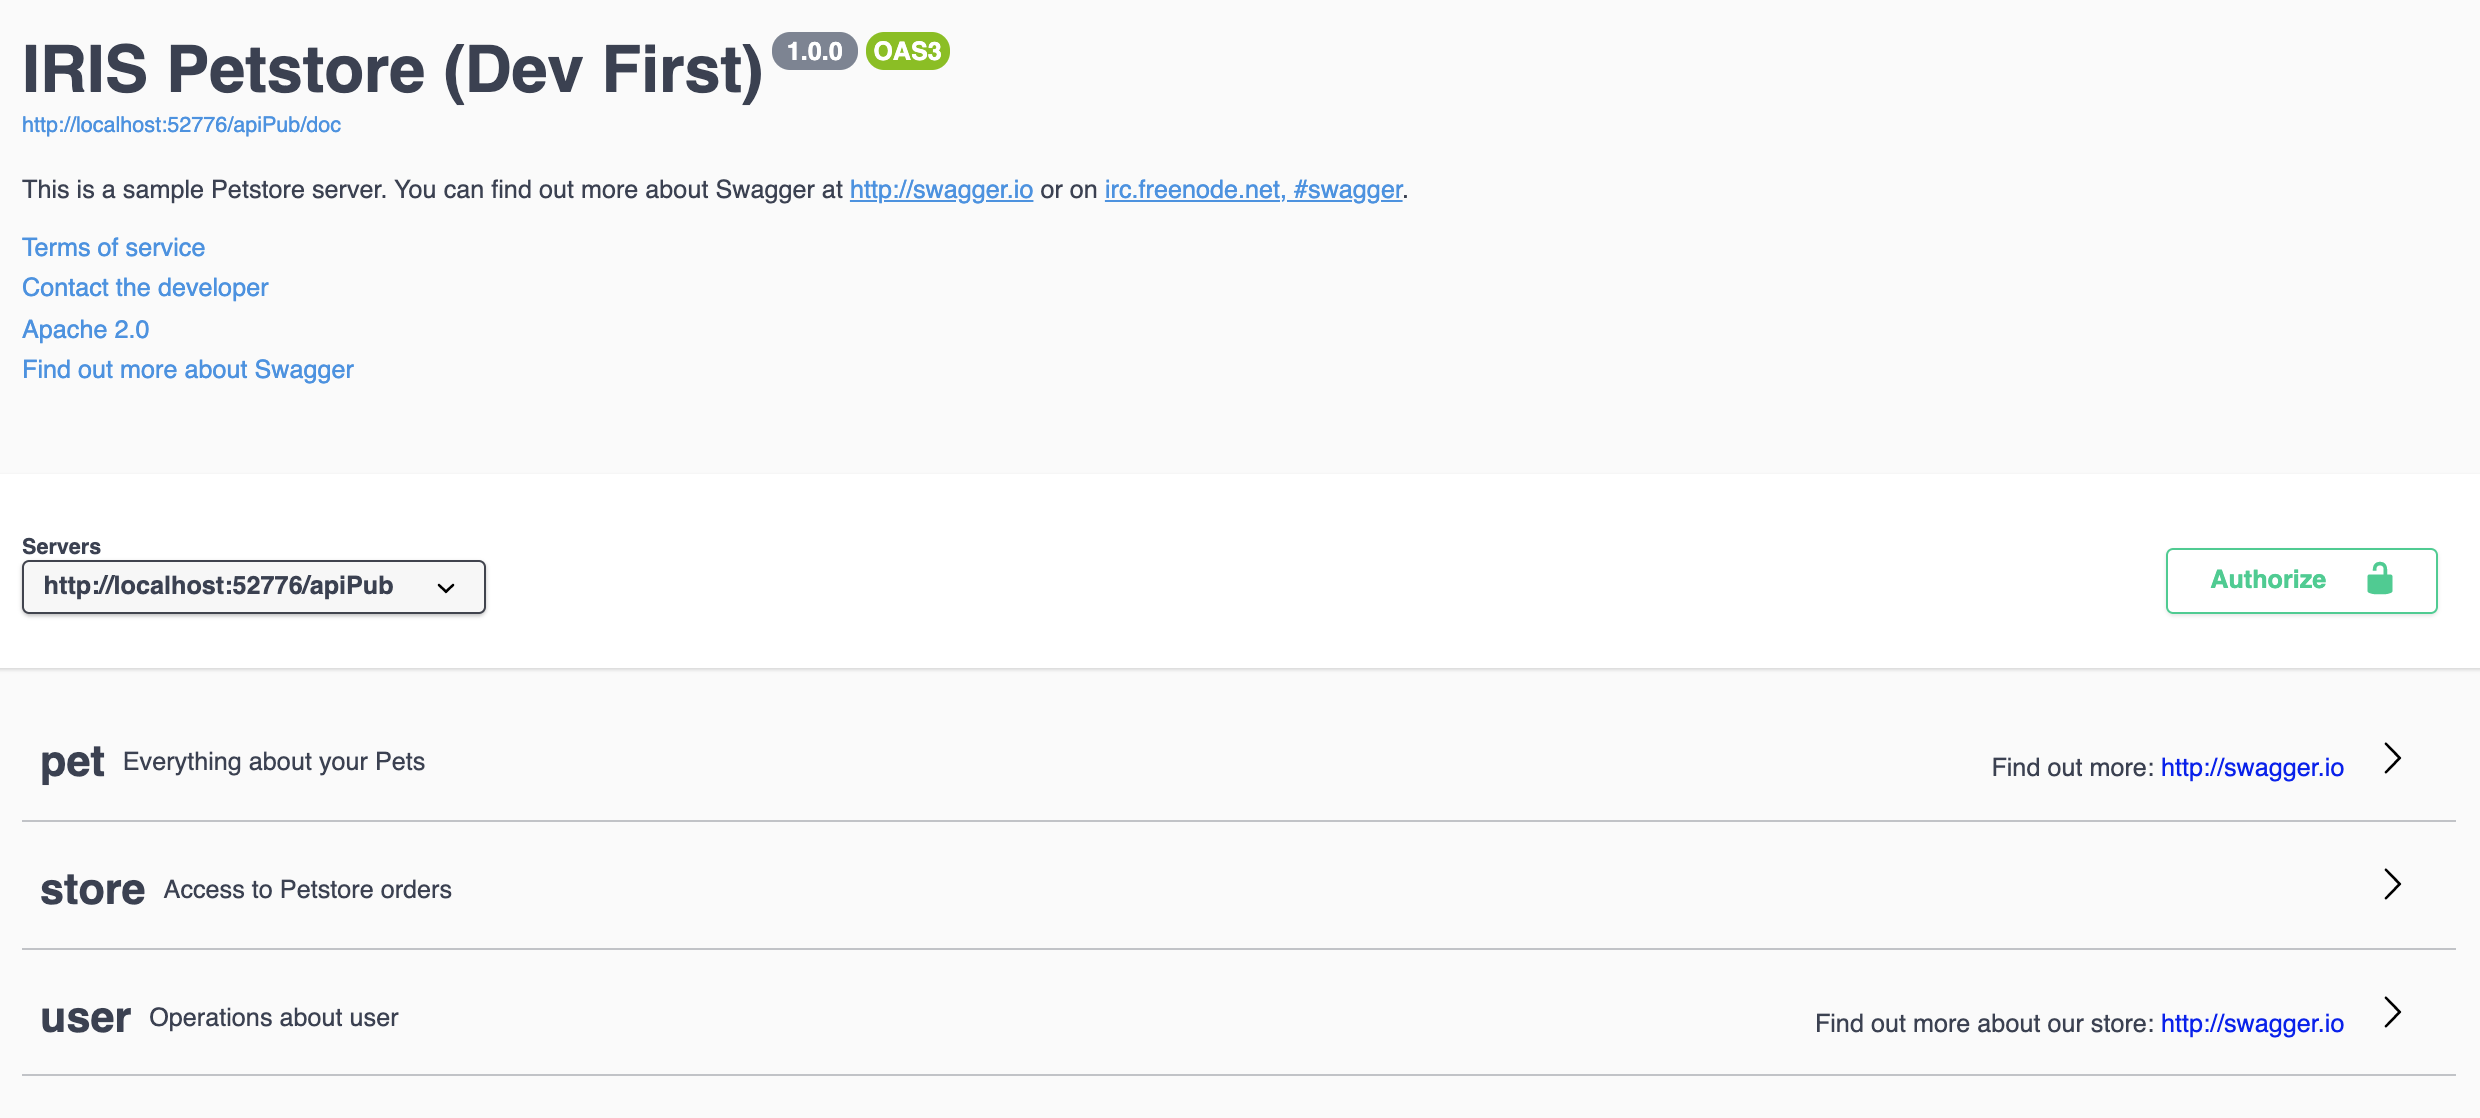 IRIS Petstore (Dev First) 1.0.0 OAS3
http://localhost:52776/apiPub/doc
This is a sample Petstore server. You can find out more about Swagger at http://swagger.io or on irc.freenode.net, #swagger.
Terms of service
Contact the developer
Apache 2.0
Find out more about Swagger
Servers
http://localhost:52776/apiPub
Authorize
pet Everything about your Pets Find out more: http://swagger.io
store Access to Petstore orders
user Operations about user Find out more about our store: http://swagger.io